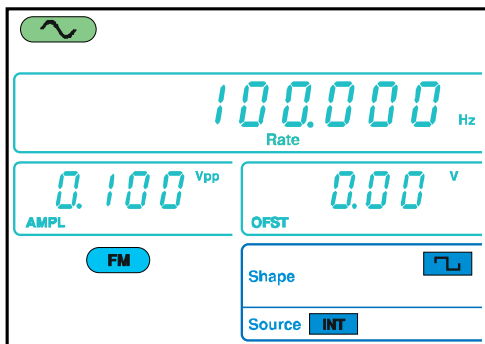 100.000 Hz
Rate
0.100 Vpp
AMPL
0.00 V
OFST
FM
Shape
Source INT